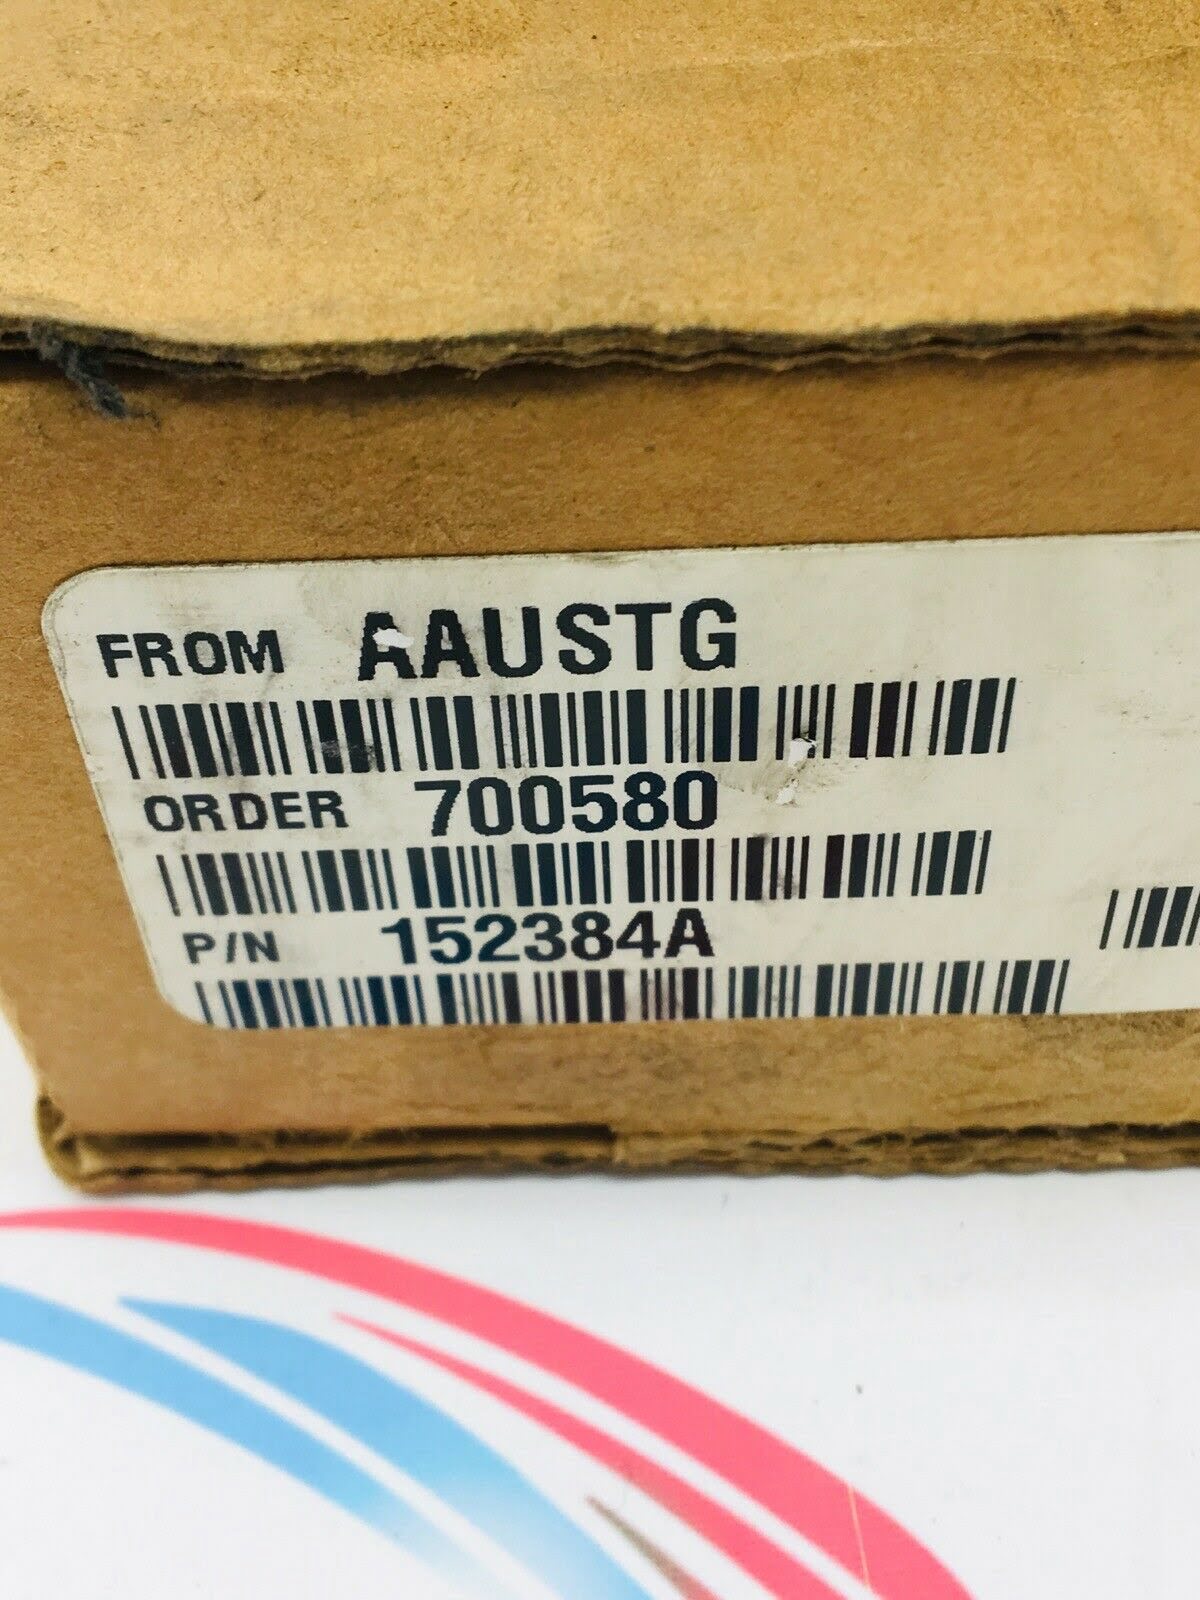 FROM AAUSTG
ORDER 700580
P/N 152384A